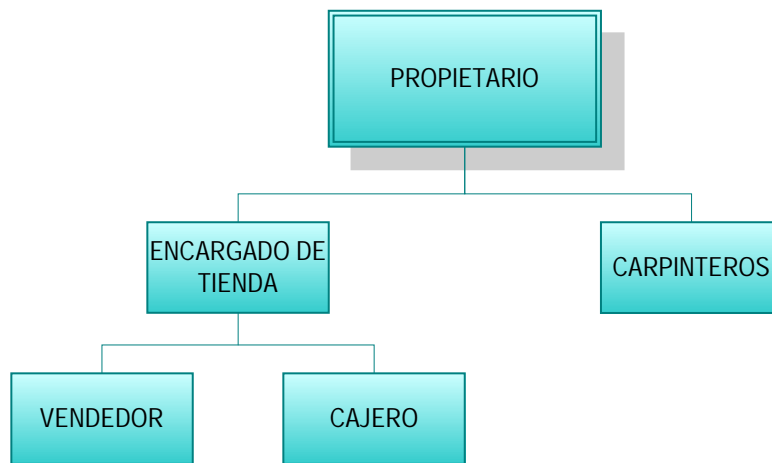 PROPIETARIO
ENCARGADO DE
TIENDA
CARPINTEROS
VENDEDOR
CAJERO